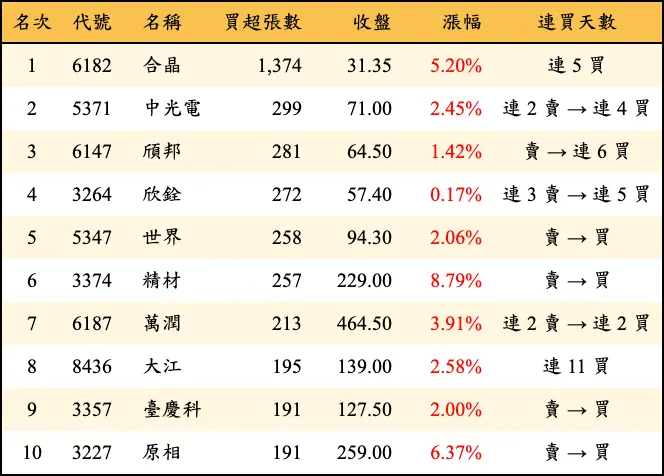 名次 代號 名稱 買超張數 收盤 漲幅 連買天數
1 6182 合晶 1,374 31.35 5.20% 連 5 買
2 5371 中光電 299 71.00 2.45% 連 2 賣 → 連 4 買
3 6147 頎邦 281 64.50 1.42% 賣 → 連 6 買
4 3264 欣銓 272 57.40 0.17% 連 3 賣 → 連 5 買
5 5347 世界 258 94.30 2.06% 賣 → 買
6 3374 精材 257 229.00 8.79% 賣 → 買
7 6187 萬潤 213 464.50 3.91% 連 2 賣 → 連 2 買
8 8436 大江 195 139.00 2.58% 連 11 買
9 3357 臺慶科 191 127.50 2.00% 賣 → 買
10 3227 原相 191 259.00 6.37% 賣 → 買